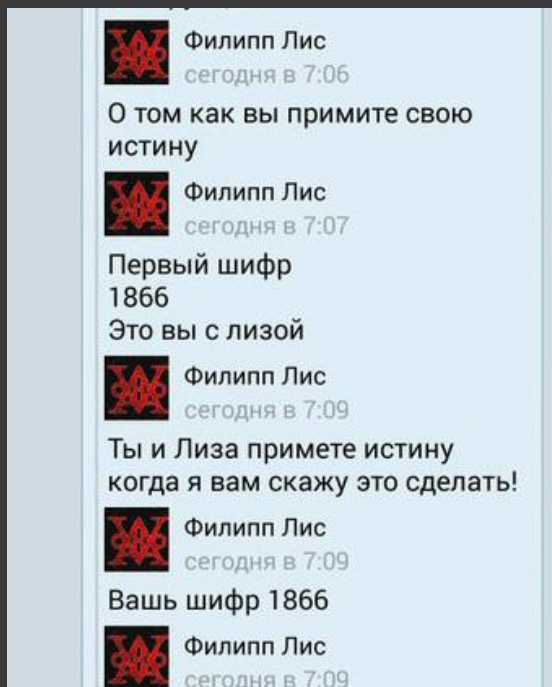 Филипп Лис
сегодня в 7:06
О том как вы примите свою
истину
Филипп Лис
сегодня в 7:07
Первый шифр
1866
Это вы с лизой
Филипп Лис
сегодня в 7:09
Ты и Лиза примете истину
когда я вам скажу это сделать!
Филипп Лис
сегодня в 7:09
Вашь шифр 1866
Филипп Лис
сегодня в 7:09